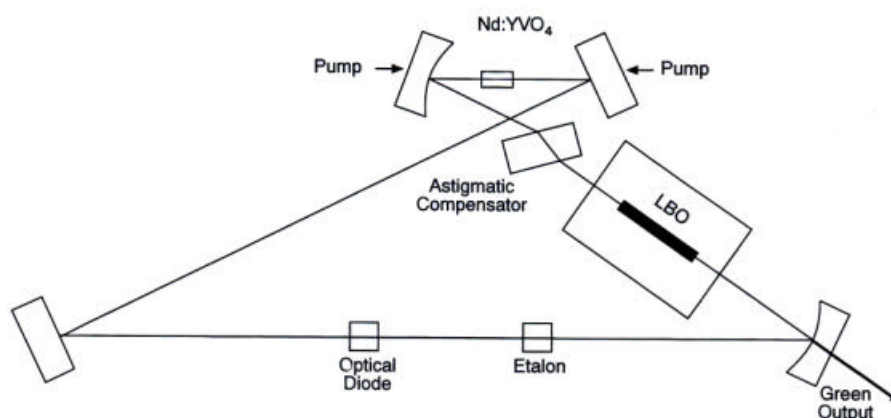 Nd:YVO₄
Pump
Pump
Astigmatic
Compensator
LBO
Optical
Diode
Etalon
Green
Output